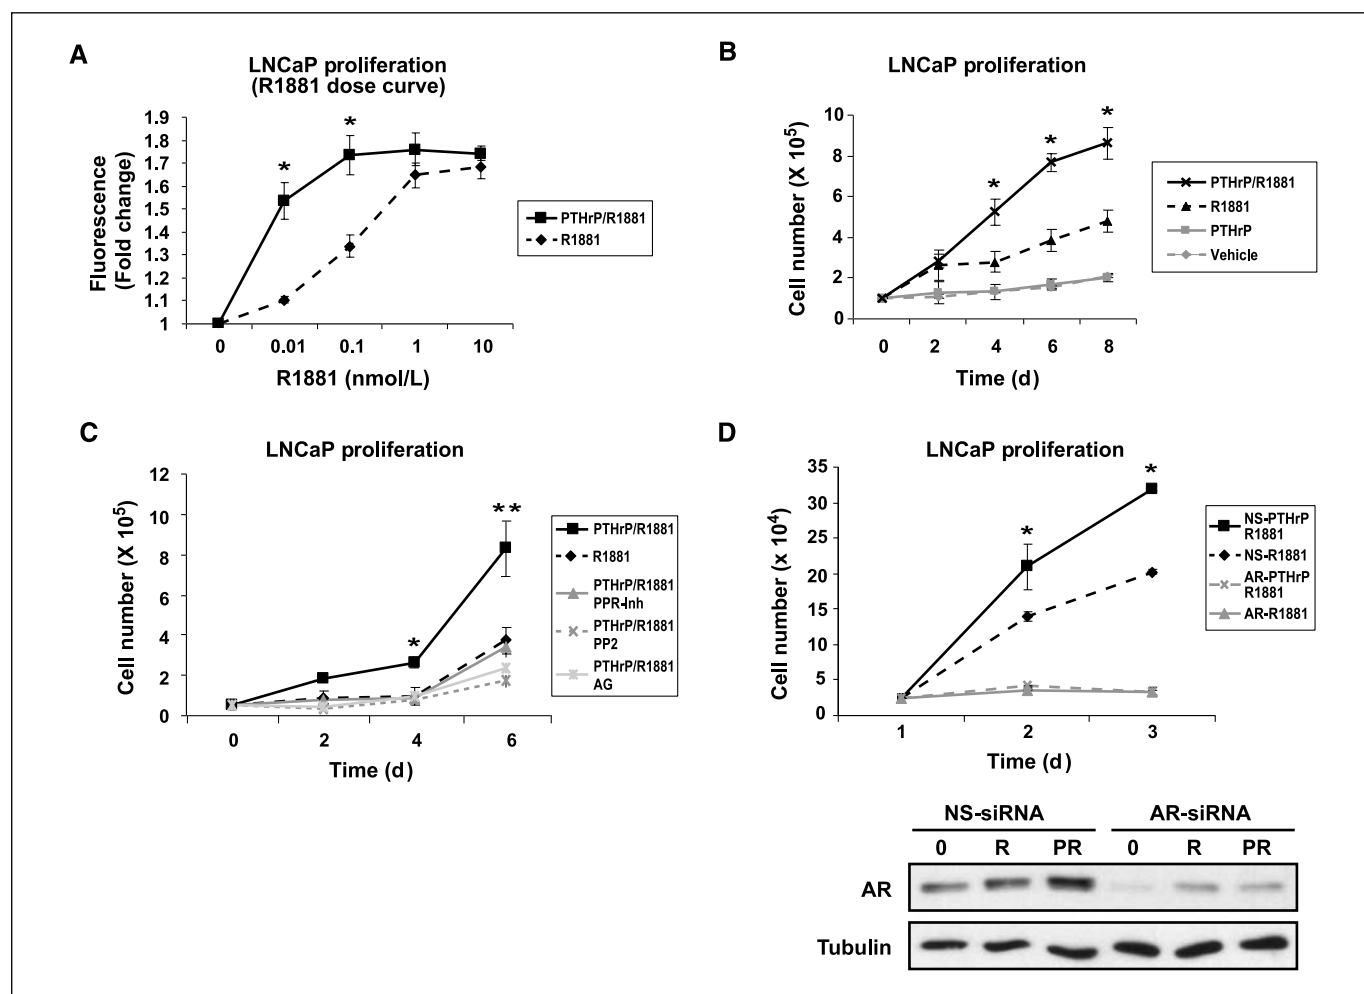 A
LNCaP proliferation
(R1881 dose curve)
Fluorescence
(Fold change)
1.9
1.8
1.7
1.6
1.5
1.4
1.3
1.2
1.1
1
*
*
0 0.01 0.1 1 10
R1881 (nmol/L)
PTHrP/R1881
R1881
B
LNCaP proliferation
Cell number (X 10⁵)
10
8
6
4
2
0
*
*
*
0 2 4 6 8
Time (d)
PTHrP/R1881
R1881
PTHrP
Vehicle
C
LNCaP proliferation
Cell number (X 10⁵)
12
10
8
6
4
2
0
*
**
0 2 4 6
Time (d)
PTHrP/R1881
R1881
PTHrP/R1881
PPR-Inh
PTHrP/R1881
PP2
PTHrP/R1881
AG
D
LNCaP proliferation
Cell number (x 10⁴)
35
30
25
20
15
10
5
0
*
*
1 2 3
Time (d)
NS-PTHrP
R1881
NS-R1881
AR-PTHrP
R1881
AR-R1881
NS-siRNA AR-siRNA
0 R PR 0 R PR
AR
Tubulin